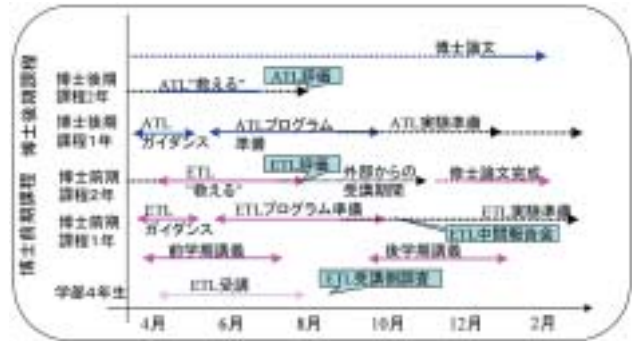 博士論文
博士後期課程
博士後期
課程2年
ATL"教える"
ATL評価
博士後期
課程1年
ATL
ガイダンス
ATLプログラム
準備
ATL実験準備
博士前期課程
博士前期
課程2年
ETL
"教える"
ETL評価
外部からの
受講期間
修士論文完成
博士前期
課程1年
ETL
ガイダンス
ETLプログラム準備
ETL実験準備
ETL中間報告会
前学期講義
後学期講義
学部4年生
ETL受講
ETL受講側調査
4月
6月
8月
10月
12月
2月